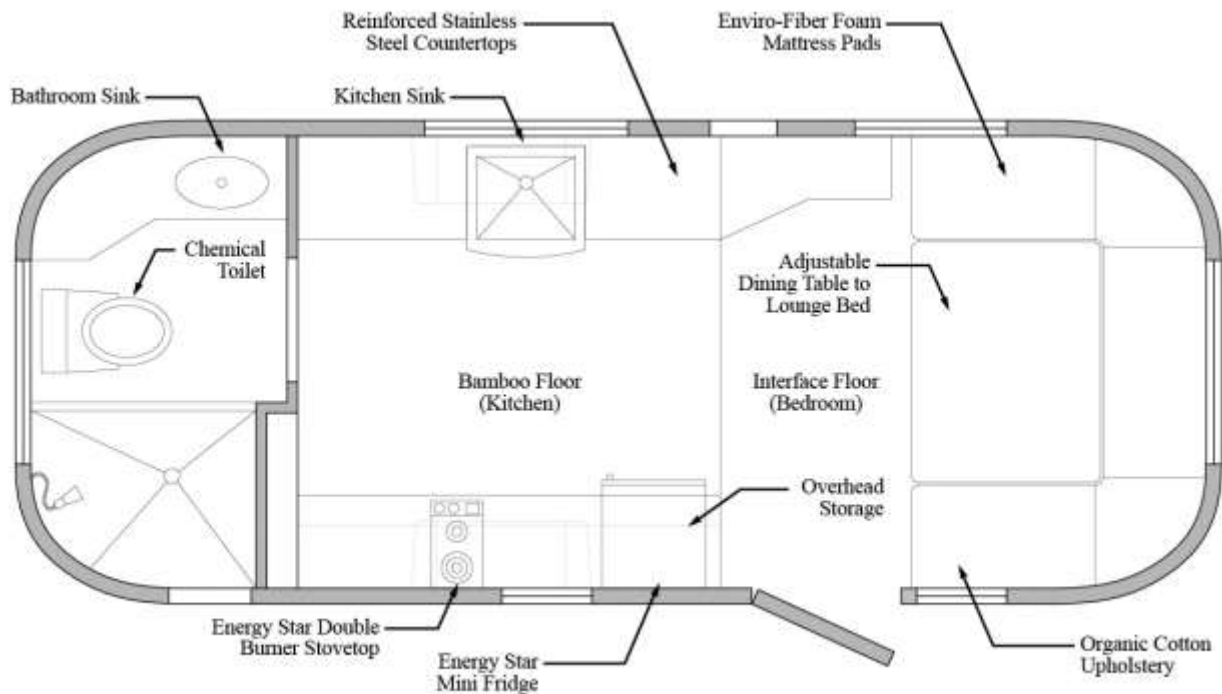 Reinforced Stainless
Steel Countertops
Enviro-Fiber Foam
Mattress Pads
Bathroom Sink
Kitchen Sink
Chemical
Toilet
Adjustable
Dining Table to
Lounge Bed
Bamboo Floor
(Kitchen)
Interface Floor
(Bedroom)
Overhead
Storage
Energy Star Double
Burner Stovetop
Energy Star
Mini Fridge
Organic Cotton
Upholstery